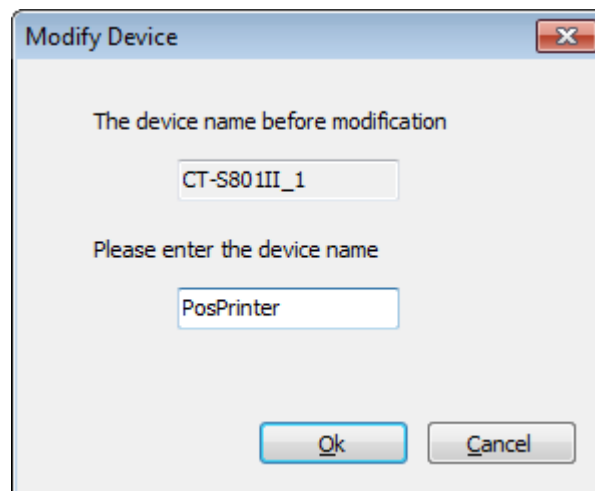 Modify Device
The device name before modification
CT-S801II_1
Please enter the device name
PosPrinter
Ok
Cancel